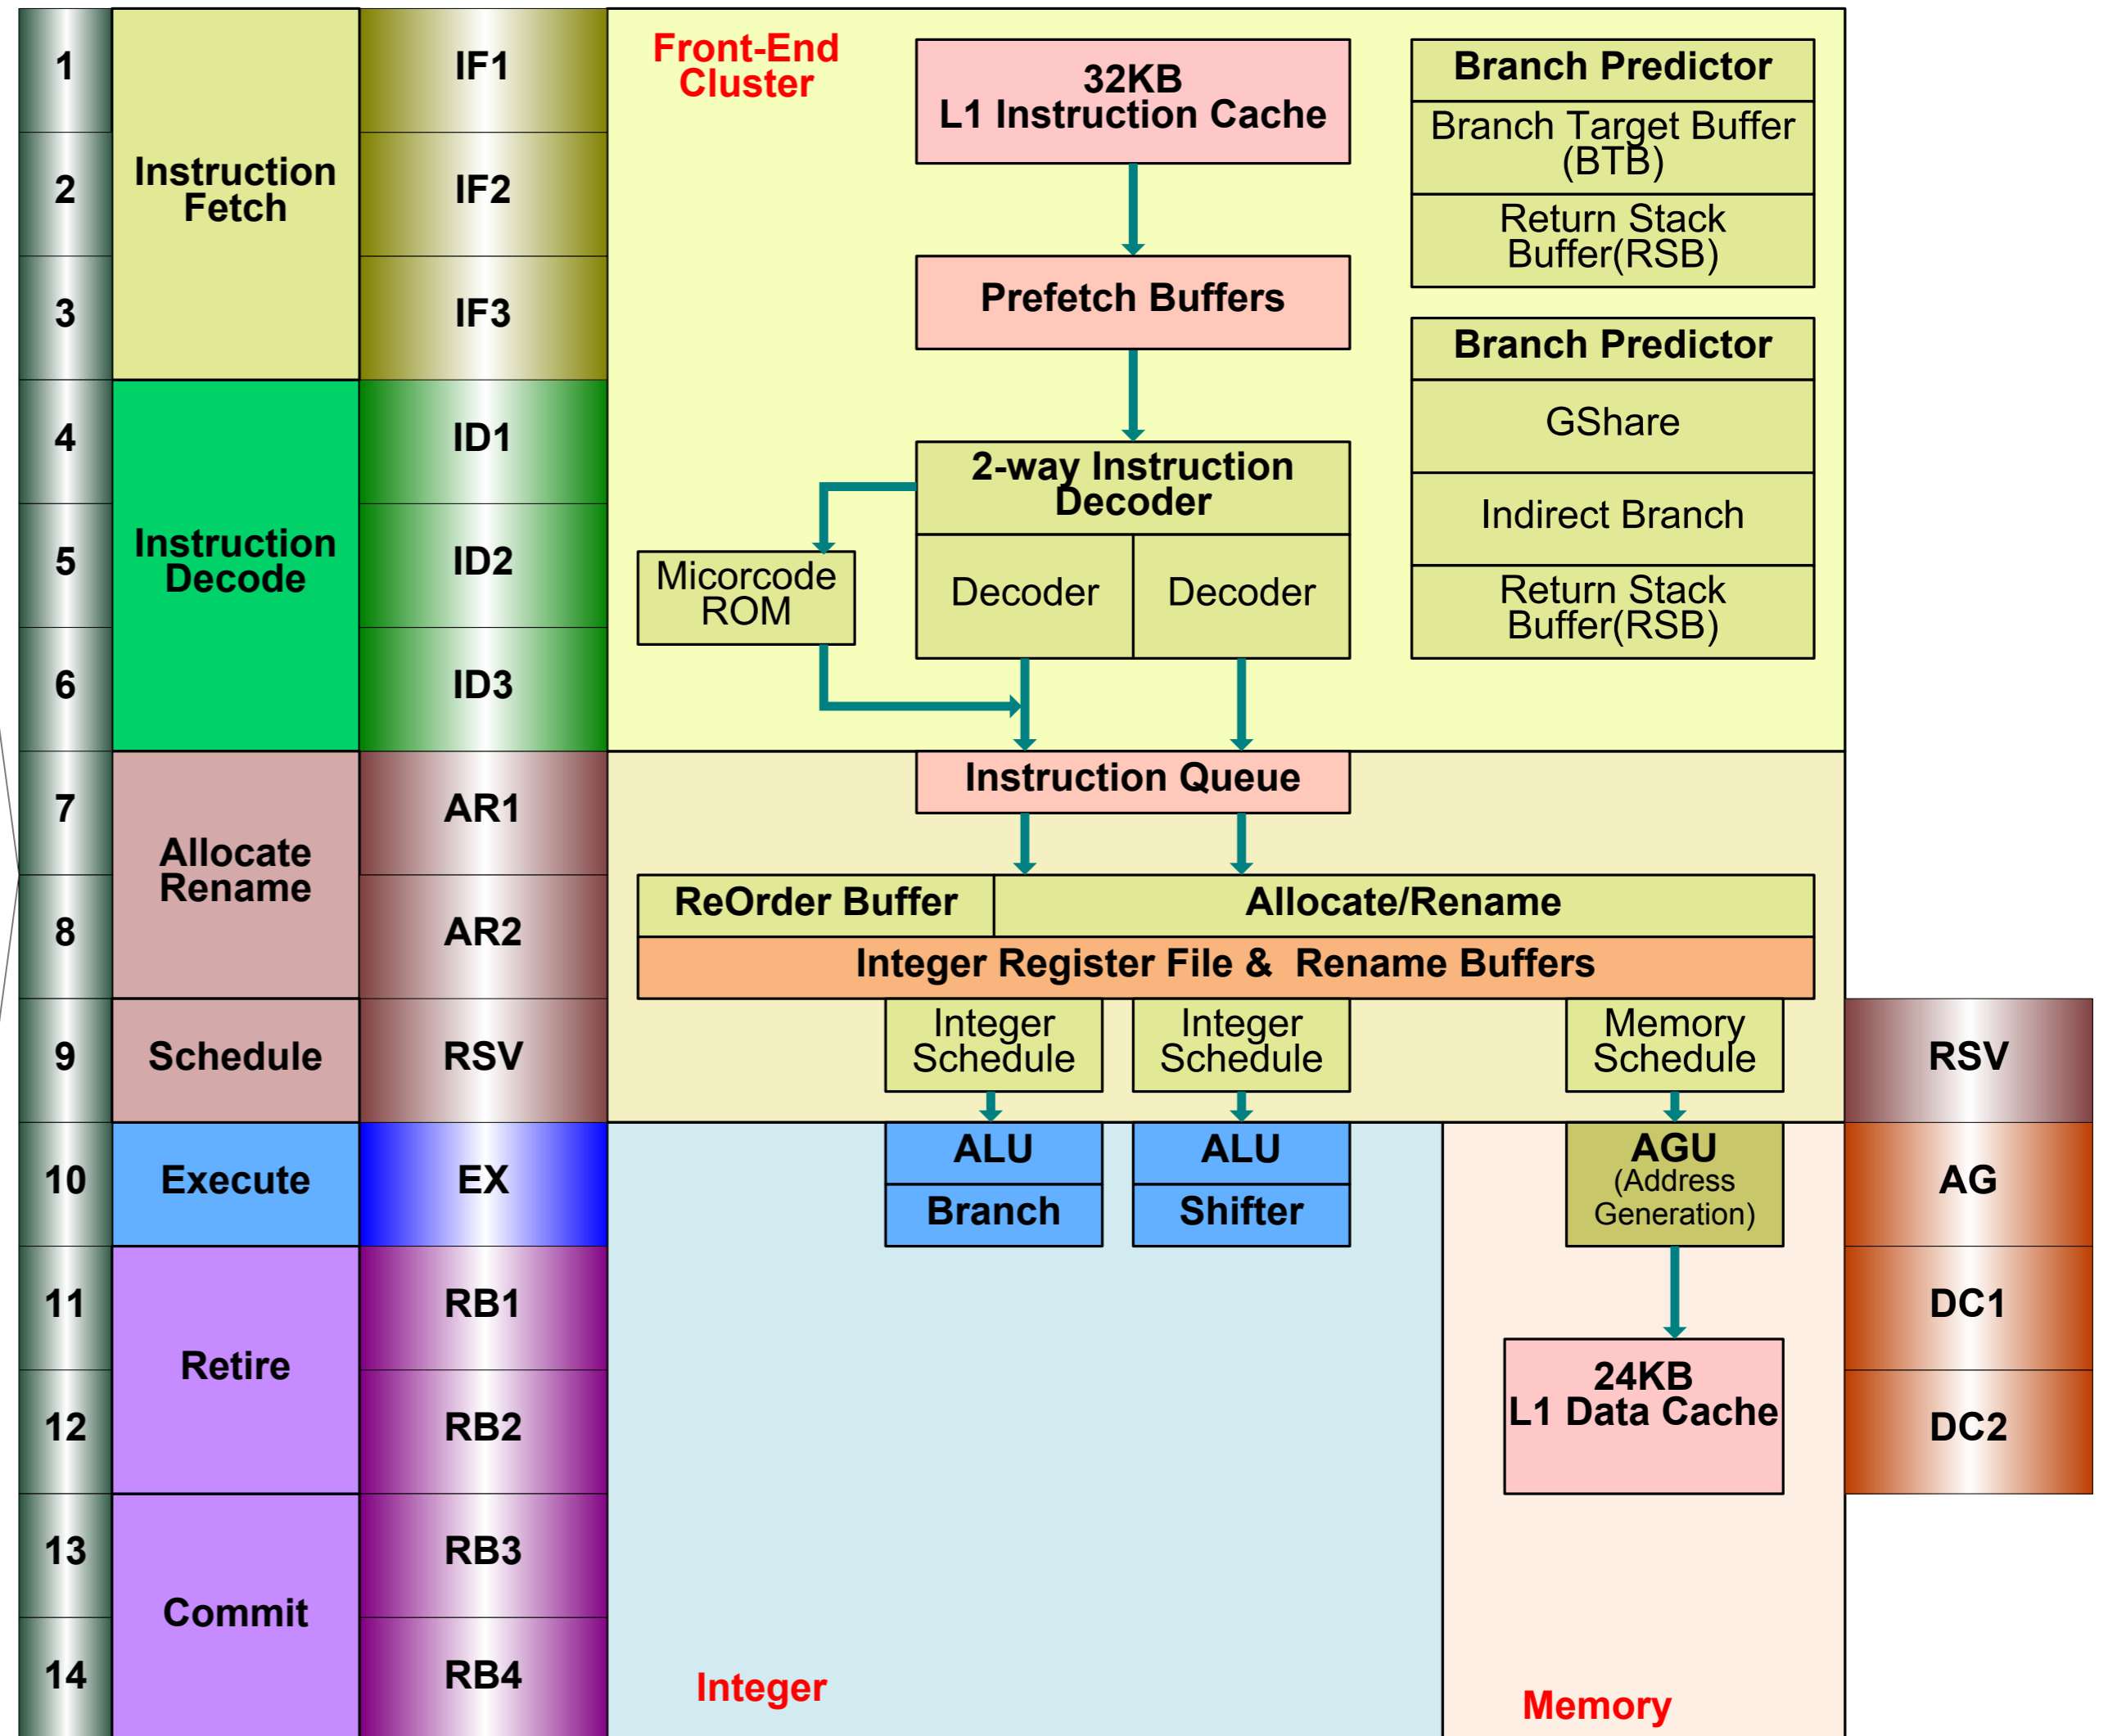 1
2
3
4
5
6
7
8
9
10
11
12
13
14
Instruction
Fetch
Instruction
Decode
Allocate
Rename
Schedule
Execute
Retire
Commit
IF1
IF2
IF3
ID1
ID2
ID3
AR1
AR2
RSV
EX
RB1
RB2
RB3
RB4
Front-End
Cluster
32KB
L1 Instruction Cache
Prefetch Buffers
2-way Instruction
Decoder
Decoder
Decoder
Micorcode
ROM
Branch Predictor
Branch Target Buffer
(BTB)
Return Stack
Buffer(RSB)
Branch Predictor
GShare
Indirect Branch
Return Stack
Buffer(RSB)
Instruction Queue
ReOrder Buffer
Allocate/Rename
Integer Register File &  Rename Buffers
Integer
Schedule
Integer
Schedule
Memory
Schedule
ALU
Branch
ALU
Shifter
AGU
(Address
Generation)
24KB
L1 Data Cache
Integer
Memory
RSV
AG
DC1
DC2